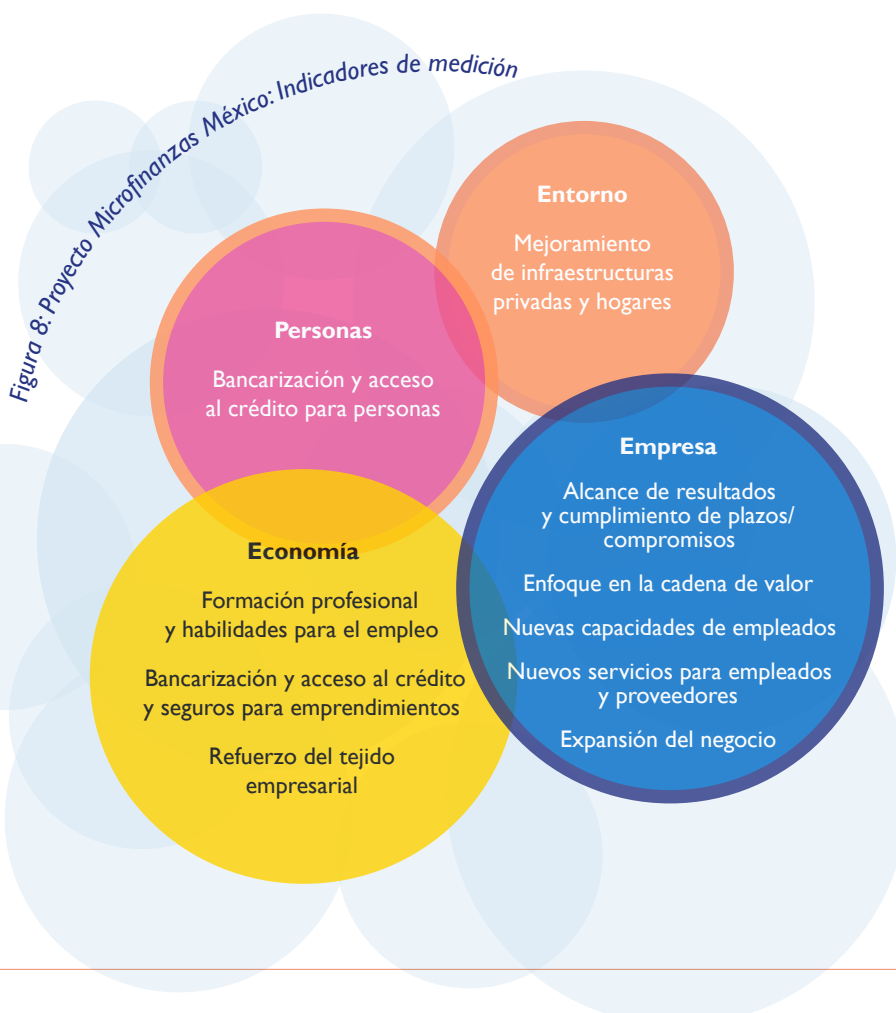 Figura 8: Proyecto Microfinanzas México: Indicadores de medición
Entorno
Mejoramiento
de infraestructuras
privadas y hogares
Personas
Bancarización y acceso
al crédito para personas
Empresa
Alcance de resultados
y cumplimiento de plazos/
compromisos
Enfoque en la cadena de valor
Nuevas capacidades de empleados
Nuevos servicios para empleados
y proveedores
Expansión del negocio
Economía
Formación profesional
y habilidades para el empleo
Bancarización y acceso al crédito
y seguros para emprendimientos
Refuerzo del tejido
empresarial